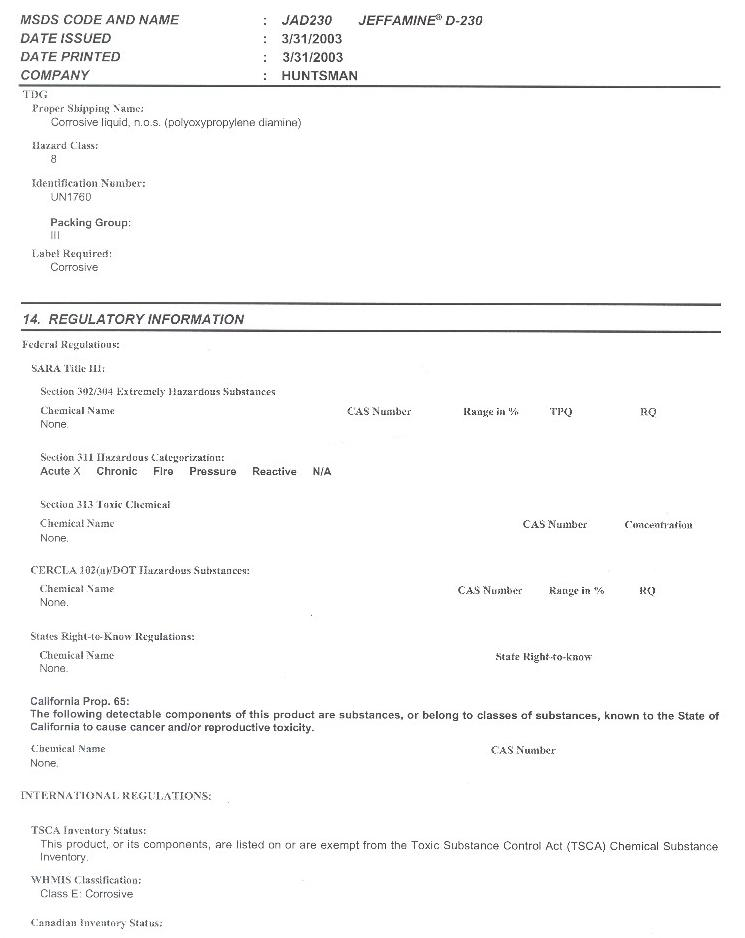 MSDS CODE AND NAME : JAD230 JEFFAMINE® D-230
DATE ISSUED : 3/31/2003
DATE PRINTED : 3/31/2003
COMPANY : HUNTSMAN
TDG
Proper Shipping Name:
Corrosive liquid, n.o.s. (polyoxypropylene diamine)
Hazard Class:
8
Identification Number:
UN1760
Packing Group:
III
Label Required:
Corrosive
14. REGULATORY INFORMATION
Federal Regulations:
SARA Title III:
Section 302/304 Extremely Hazardous Substances
Chemical Name CAS Number Range in % TPQ RQ
None.
Section 311 Hazardous Categorization:
Acute X Chronic Fire Pressure Reactive N/A
Section 313 Toxic Chemical
Chemical Name CAS Number Concentration
None.
CERCLA 102(a)/DOT Hazardous Substances:
Chemical Name CAS Number Range in % RQ
None.
States Right-to-Know Regulations:
Chemical Name State Right-to-know
None.
California Prop. 65:
The following detectable components of this product are substances, or belong to classes of substances, known to the State of
California to cause cancer and/or reproductive toxicity.
Chemical Name CAS Number
None.
INTERNATIONAL REGULATIONS:
TSCA Inventory Status:
This product, or its components, are listed on or are exempt from the Toxic Substance Control Act (TSCA) Chemical Substance
Inventory.
WHMIS Classification:
Class E: Corrosive
Canadian Inventory Status: